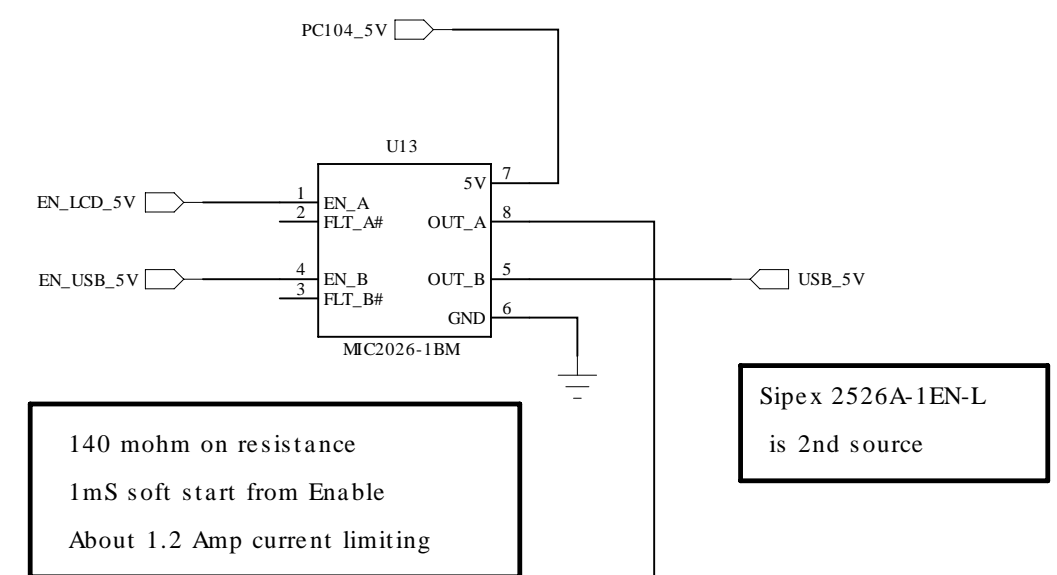 PC104_5V
U13
5V 7
EN_LCD_5V 1 EN_A
2 FLT_A# OUT_A 8
EN_USB_5V 4 EN_B OUT_B 5 USB_5V
3 FLT_B#
GND 6
MIC2026-1BM
140 mohm on resistance
1mS soft start from Enable
About 1.2 Amp current limiting
Sipex 2526A-1EN-L
is 2nd source